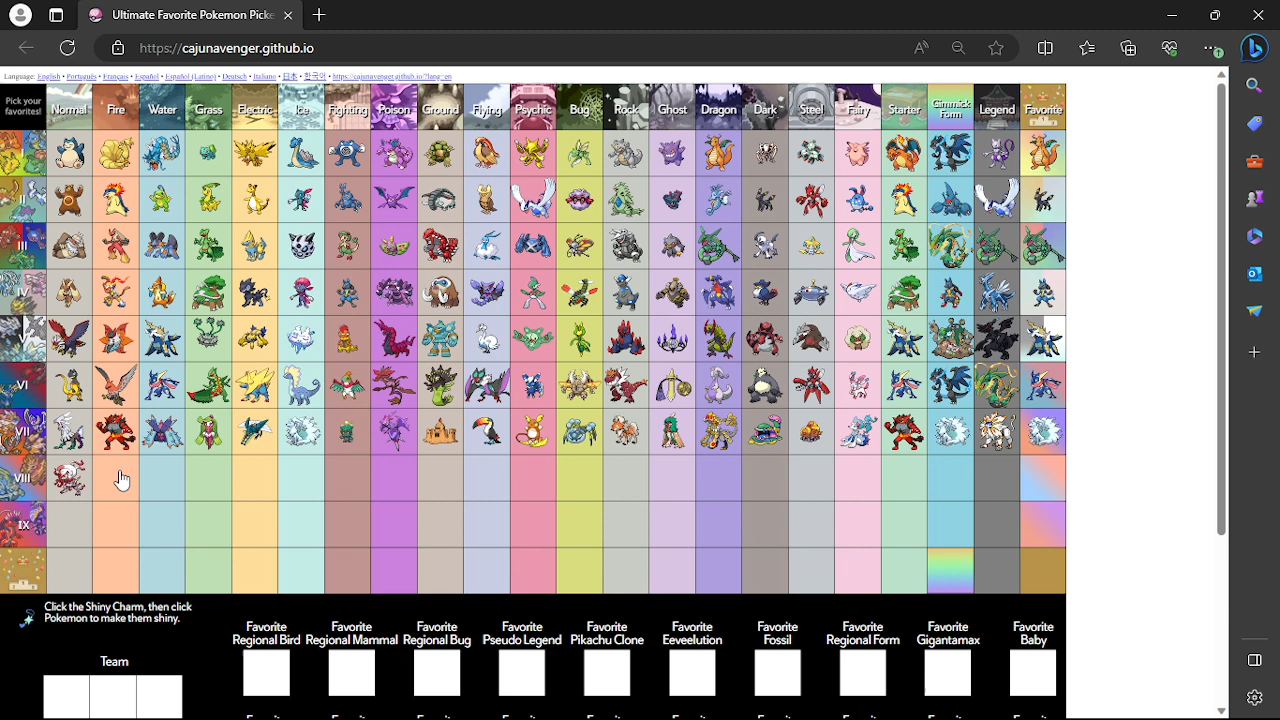 Ultimate Favorite Pokemon Picke
https://cajunavenger.github.io
Language: English • Português • Français • Español • Español (Latino) • Deutsch • Italiano • 日本 • 한국어 • https://cajunavenger.github.io/?lang=en
Pick your favorites! Normal Fire Water Grass Electric Ice Fighting Poison Ground Flying Psychic Bug Rock Ghost Dragon Dark Steel Fairy Starter Gimmick Form Legend Favorite
I
II
III
IV
V
VI
VII
VIII
IX
Click the Shiny Charm, then click
Pokemon to make them shiny.
Team
Favorite Regional Bird
Favorite Regional Mammal
Favorite Regional Bug
Favorite Pseudo Legend
Favorite Pikachu Clone
Favorite Eeveelution
Favorite Fossil
Favorite Regional Form
Favorite Gigantamax
Favorite Baby